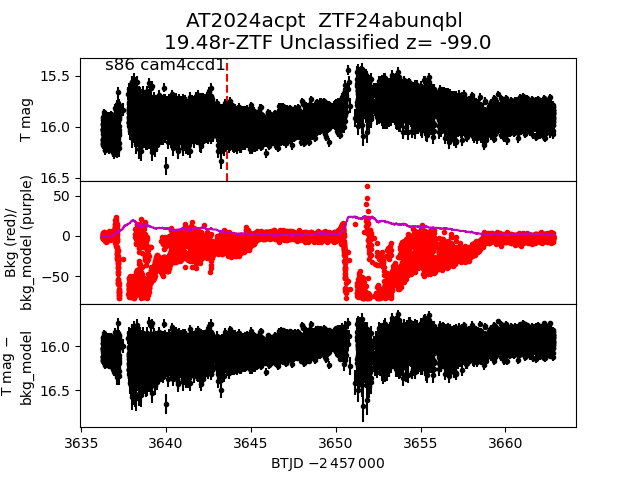 AT2024acpt  ZTF24abunqbl
19.48r-ZTF Unclassified z= -99.0
s86 cam4ccd1
15.5
16.0
16.5
T mag
50
0
−50
Bkg (red)/
bkg_model (purple)
16.0
16.5
T mag −
bkg_model
3635
3640
3645
3650
3655
3660
BTJD −2 457 000